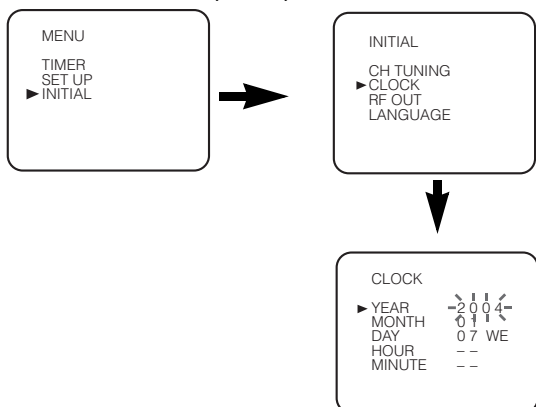 MENU
TIMER
SET UP
►INITIAL
INITIAL
CH TUNING
►CLOCK
RF OUT
LANGUAGE
CLOCK
►YEAR 2004
MONTH 01
DAY 07 WE
HOUR – –
MINUTE – –